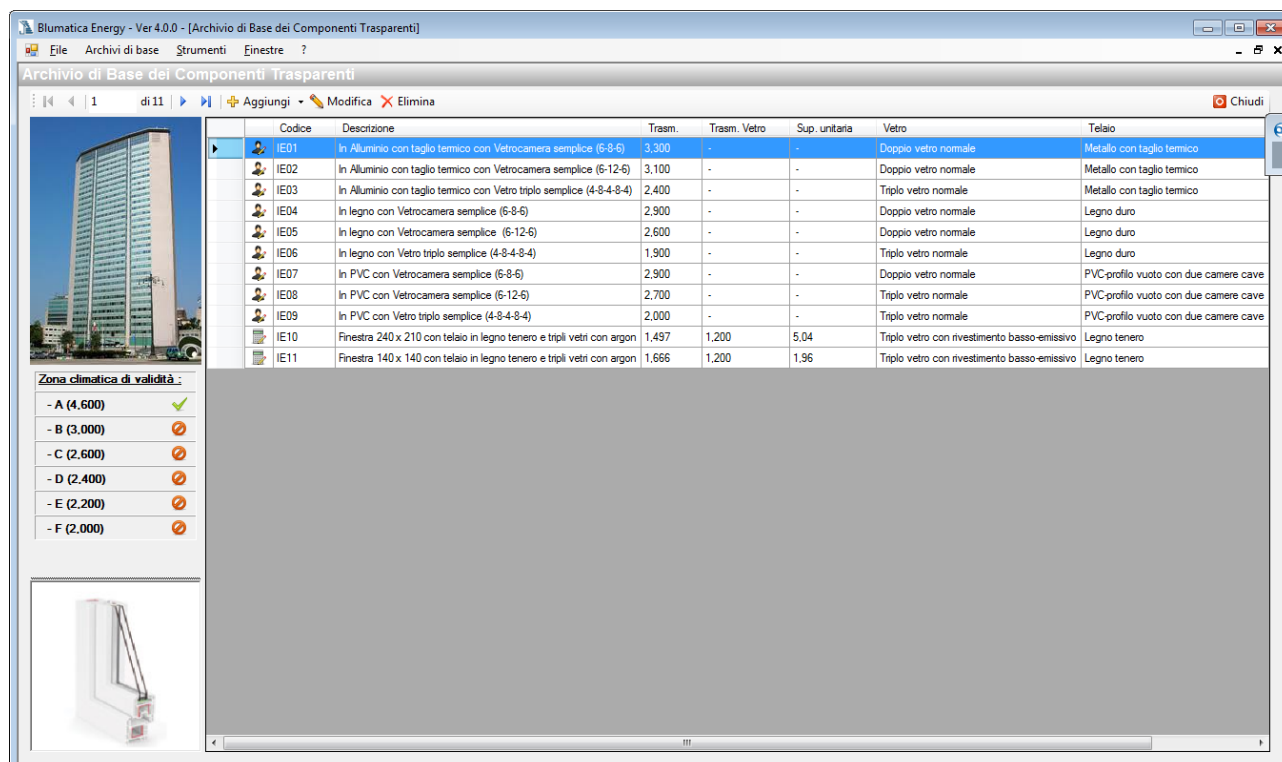 Blumatica Energy - Ver 4.0.0 - [Archivio di Base dei Componenti Trasparenti]
File Archivi di base Strumenti Finestre ?
Archivio di Base dei Componenti Trasparenti
1 di 11 Aggiungi Modifica Elimina Chiudi
Codice Descrizione Trasm. Trasm. Vetro Sup. unitaria Vetro Telaio
IE01 In Alluminio con taglio termico con Vetrocamera semplice (6-8-6) 3,300 - - Doppio vetro normale Metallo con taglio termico
IE02 In Alluminio con taglio termico con Vetrocamera semplice (6-12-6) 3,100 - - Doppio vetro normale Metallo con taglio termico
IE03 In Alluminio con taglio termico con Vetro triplo semplice (4-8-4-8-4) 2,400 - - Triplo vetro normale Metallo con taglio termico
IE04 In legno con Vetrocamera semplice (6-8-6) 2,900 - - Doppio vetro normale Legno duro
IE05 In legno con Vetrocamera semplice (6-12-6) 2,600 - - Doppio vetro normale Legno duro
IE06 In legno con Vetro triplo semplice (4-8-4-8-4) 1,900 - - Triplo vetro normale Legno duro
IE07 In PVC con Vetrocamera semplice (6-8-6) 2,900 - - Doppio vetro normale PVC-profilo vuoto con due camere cave
IE08 In PVC con Vetrocamera semplice (6-12-6) 2,700 - - Triplo vetro normale PVC-profilo vuoto con due camere cave
IE09 In PVC con Vetro triplo semplice (4-8-4-8-4) 2,000 - - Triplo vetro normale PVC-profilo vuoto con due camere cave
IE10 Finestra 240 x 210 con telaio in legno tenero e tripli vetri con argon 1,497 1,200 5,04 Triplo vetro con rivestimento basso-emissivo Legno tenero
IE11 Finestra 140 x 140 con telaio in legno tenero e tripli vetri con argon 1,666 1,200 1,96 Triplo vetro con rivestimento basso-emissivo Legno tenero
Zona climatica di validità :
- A (4,600)
- B (3,000)
- C (2,600)
- D (2,400)
- E (2,200)
- F (2,000)